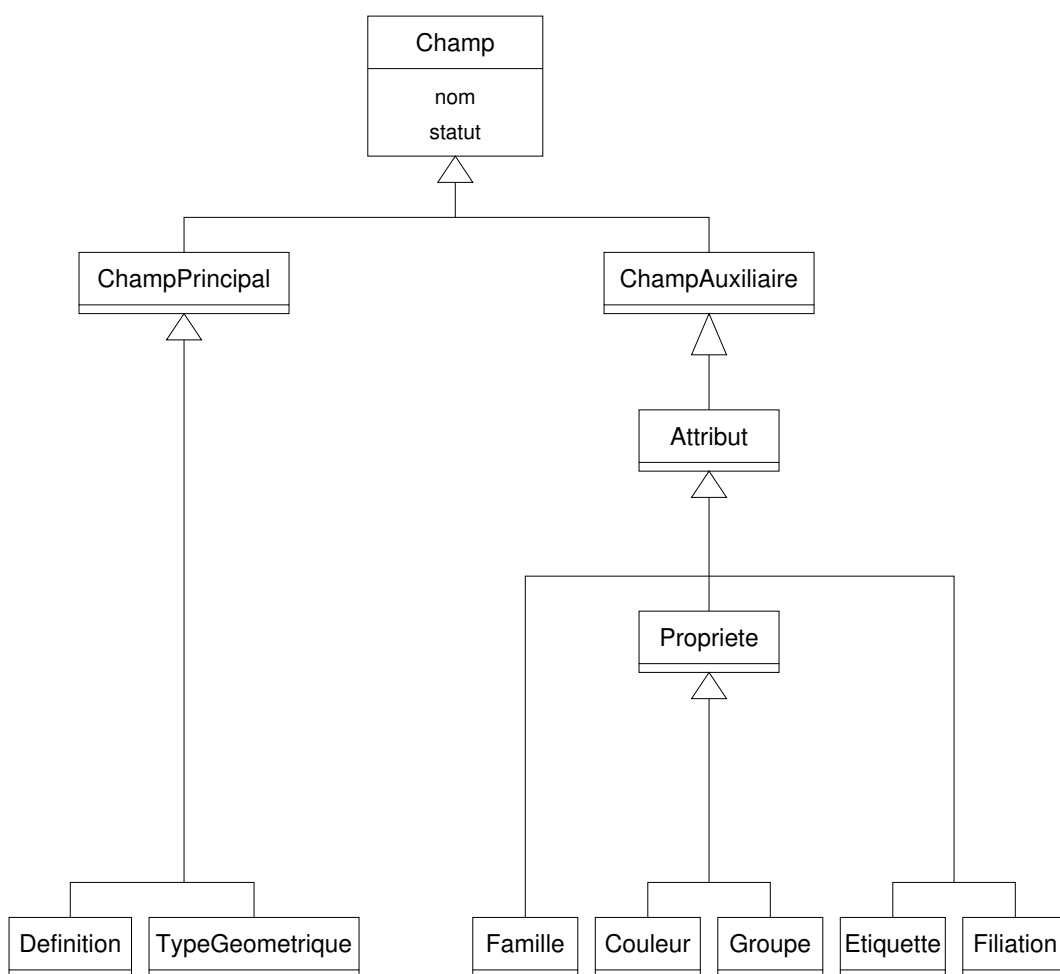 Champ
nom
statut
ChampPrincipal
ChampAuxiliaire
Attribut
Propriete
Definition
TypeGeometrique
Famille
Couleur
Groupe
Etiquette
Filiation